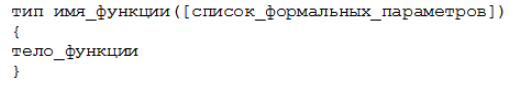 тип имя_функции([список_формальных_параметров])
{
тело_функции
}